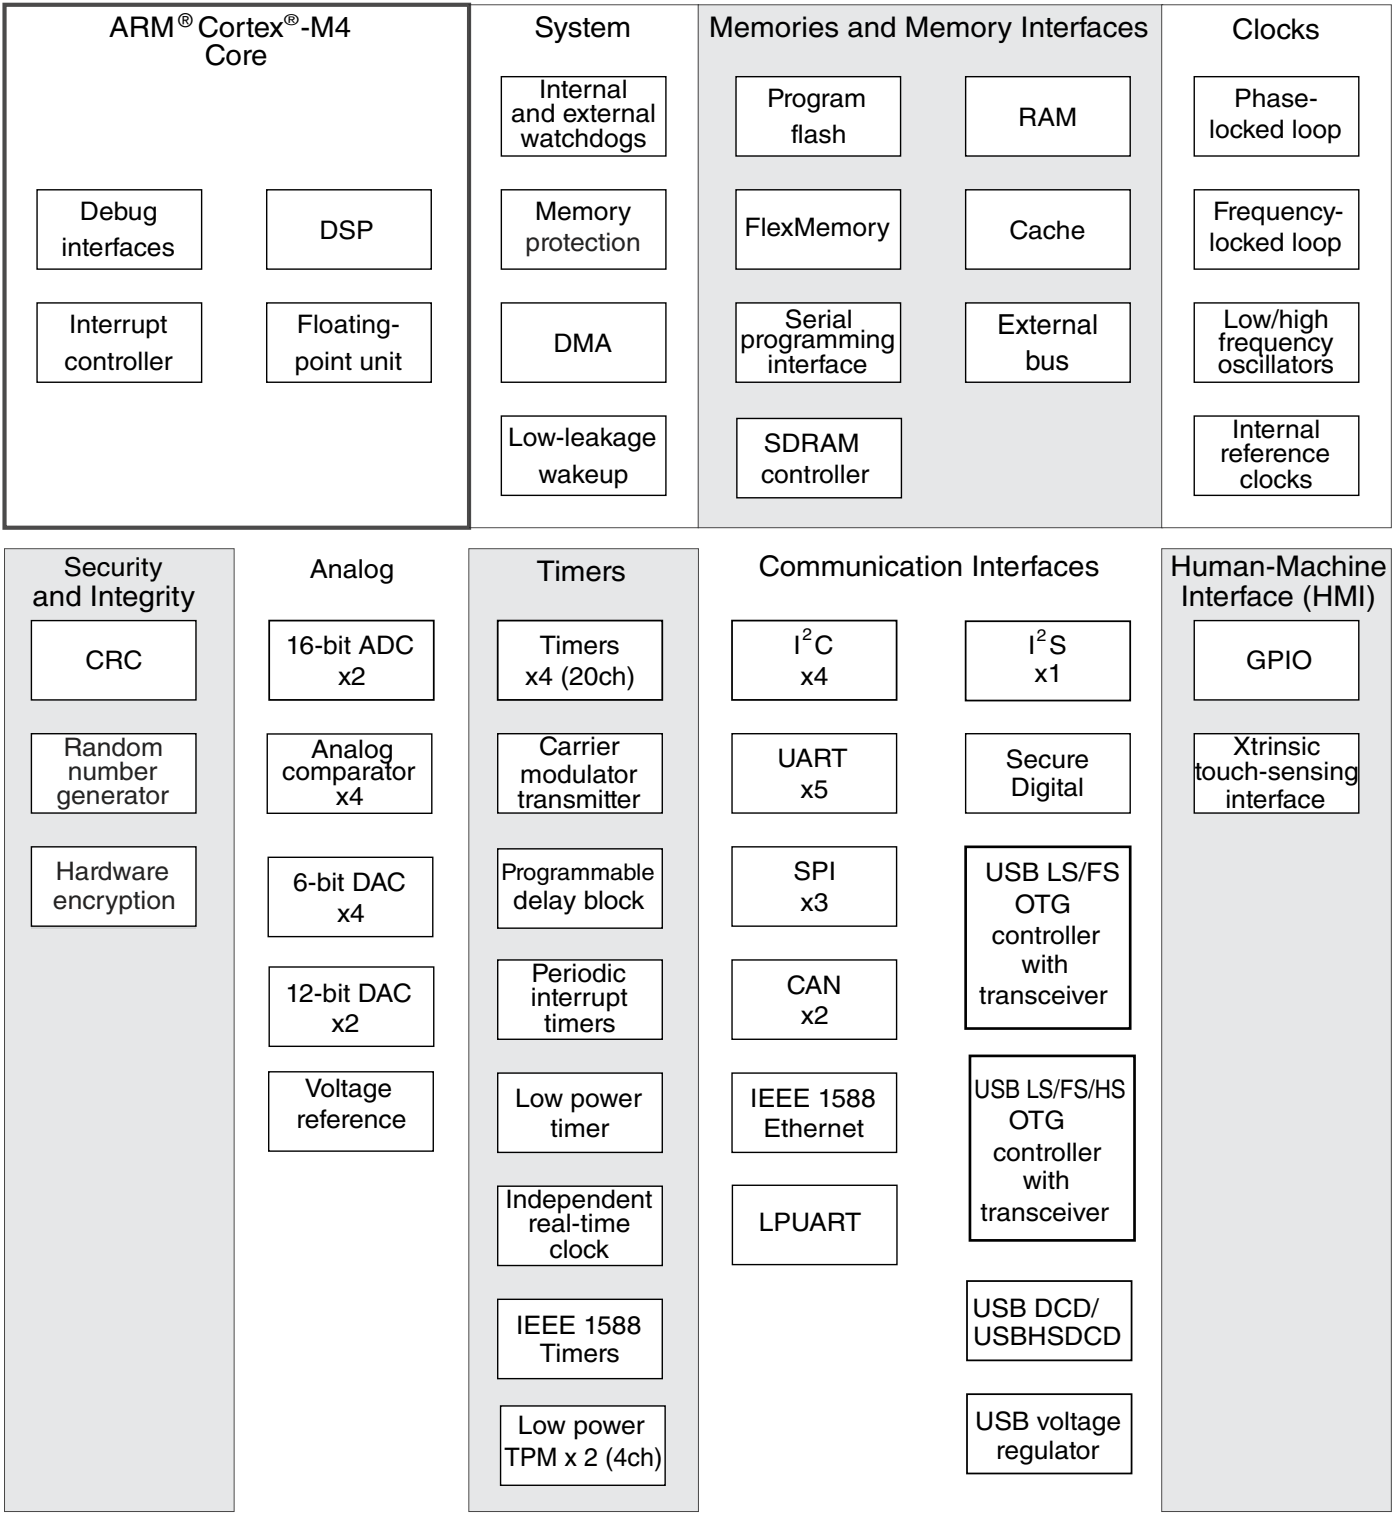 ARM® Cortex®-M4
Core
Debug
interfaces
DSP
Interrupt
controller
Floating-
point unit
System
Internal
and external
watchdogs
Memory
protection
DMA
Low-leakage
wakeup
Memories and Memory Interfaces
Program
flash
RAM
FlexMemory
Cache
Serial
programming
interface
External
bus
SDRAM
controller
Clocks
Phase-
locked loop
Frequency-
locked loop
Low/high
frequency
oscillators
Internal
reference
clocks
Security
and Integrity
CRC
Random
number
generator
Hardware
encryption
Analog
16-bit ADC
x2
Analog
comparator
x4
6-bit DAC
x4
12-bit DAC
x2
Voltage
reference
Timers
Timers
x4 (20ch)
Carrier
modulator
transmitter
Programmable
delay block
Periodic
interrupt
timers
Low power
timer
Independent
real-time
clock
IEEE 1588
Timers
Low power
TPM x 2 (4ch)
Communication Interfaces
I²C
x4
UART
x5
SPI
x3
CAN
x2
IEEE 1588
Ethernet
LPUART
I²S
x1
Secure
Digital
USB LS/FS
OTG
controller
with
transceiver
USB LS/FS/HS
OTG
controller
with
transceiver
USB DCD/
USBHSDCD
USB voltage
regulator
Human-Machine
Interface (HMI)
GPIO
Xtrinsic
touch-sensing
interface